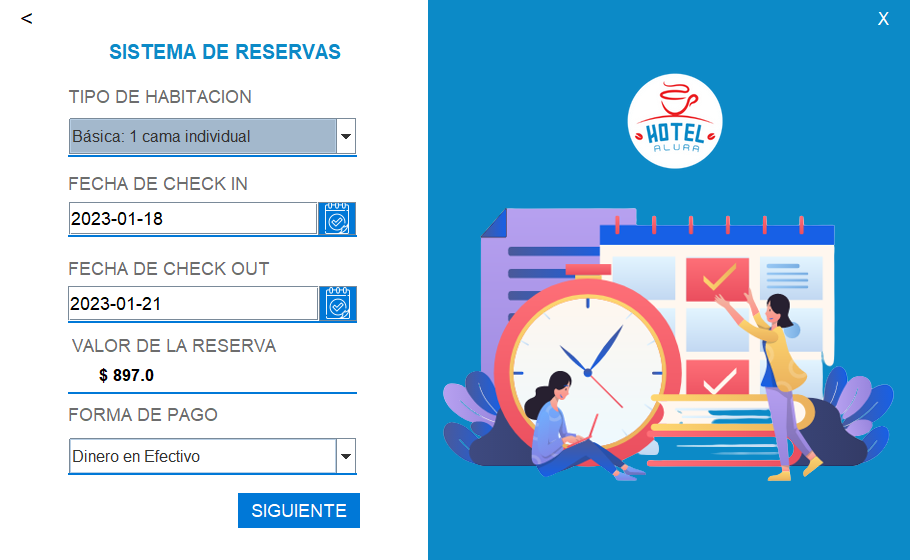 <
X
SISTEMA DE RESERVAS
TIPO DE HABITACION
Básica: 1 cama individual
FECHA DE CHECK IN
2023-01-18
FECHA DE CHECK OUT
2023-01-21
VALOR DE LA RESERVA
$ 897.0
FORMA DE PAGO
Dinero en Efectivo
SIGUIENTE
HOTEL
ALURA